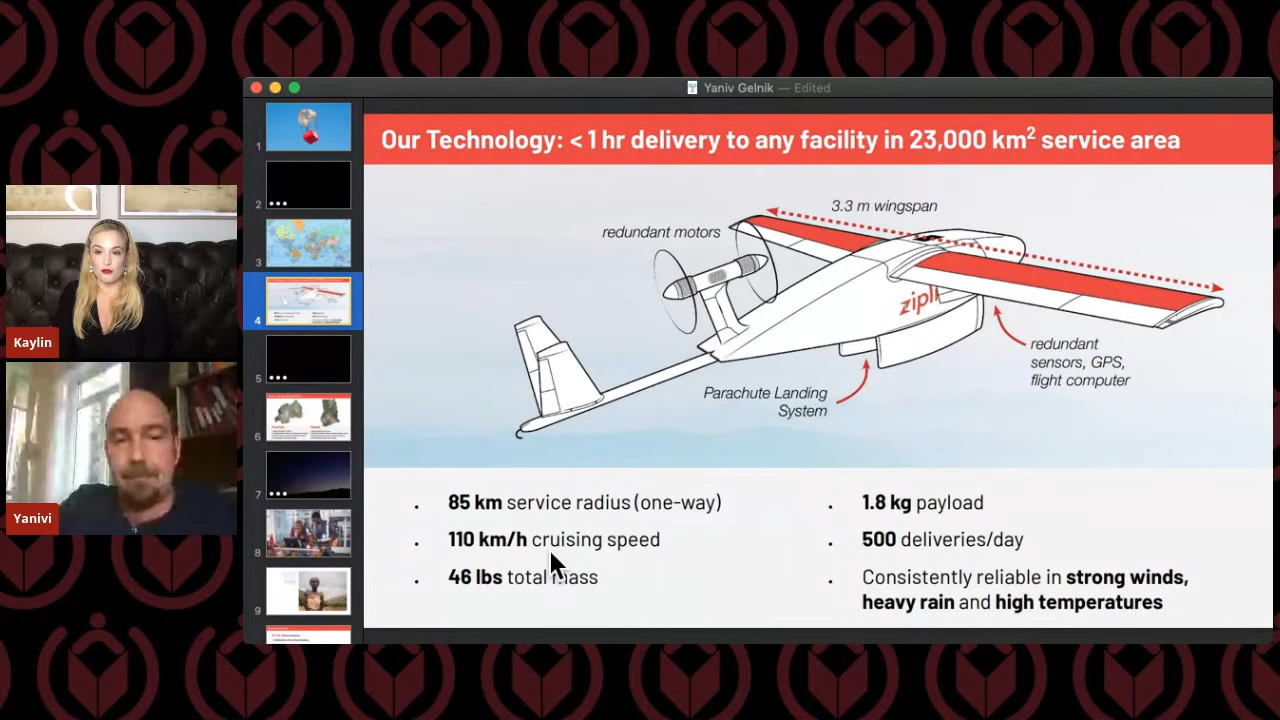 Yaniv Gelnik — Edited
Our Technology: < 1 hr delivery to any facility in 23,000 km² service area
3.3 m wingspan
redundant motors
zipli
redundant
sensors, GPS,
flight computer
Parachute Landing
System
. 85 km service radius (one-way)
. 110 km/h cruising speed
. 46 lbs total mass
. 1.8 kg payload
. 500 deliveries/day
. Consistently reliable in strong winds,
heavy rain and high temperatures
Kaylin
Yanivi
1
2
3
4
5
6
7
8
9